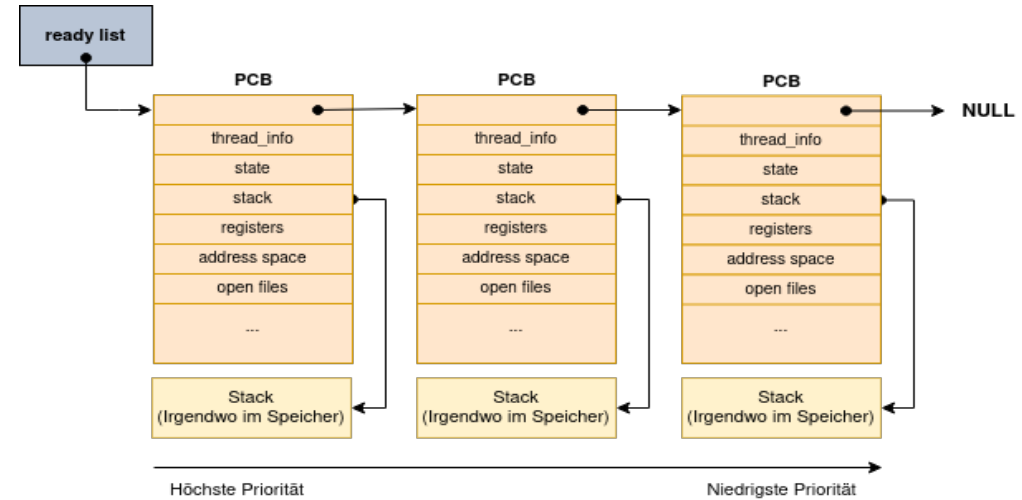 ready list
PCB
PCB
PCB
NULL
thread_info
state
stack
registers
address space
open files
...
thread_info
state
stack
registers
address space
open files
...
thread_info
state
stack
registers
address space
open files
...
Stack
(Irgendwo im Speicher)
Stack
(Irgendwo im Speicher)
Stack
(Irgendwo im Speicher)
Höchste Priorität
Niedrigste Priorität